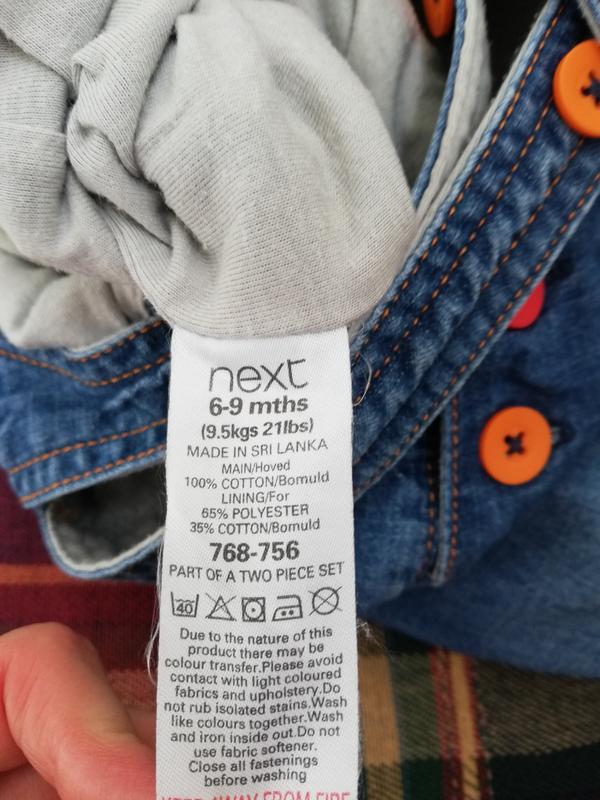 next
6-9 mths
(9.5kgs 21lbs)
MADE IN SRI LANKA
MAIN/Hoved
100% COTTON/Bomuld
LINING/For
65% POLYESTER
35% COTTON/Bomuld
768-756
PART OF A TWO PIECE SET
40
Due to the nature of this
product there may be
colour transfer.Please avoid
contact with light coloured
fabrics and upholstery.Do
not rub isolated stains.Wash
like colours together.Wash
and iron inside out.Do not
use fabric softener.
Close all fastenings
before washing
KEEP AWAY FROM FIRE